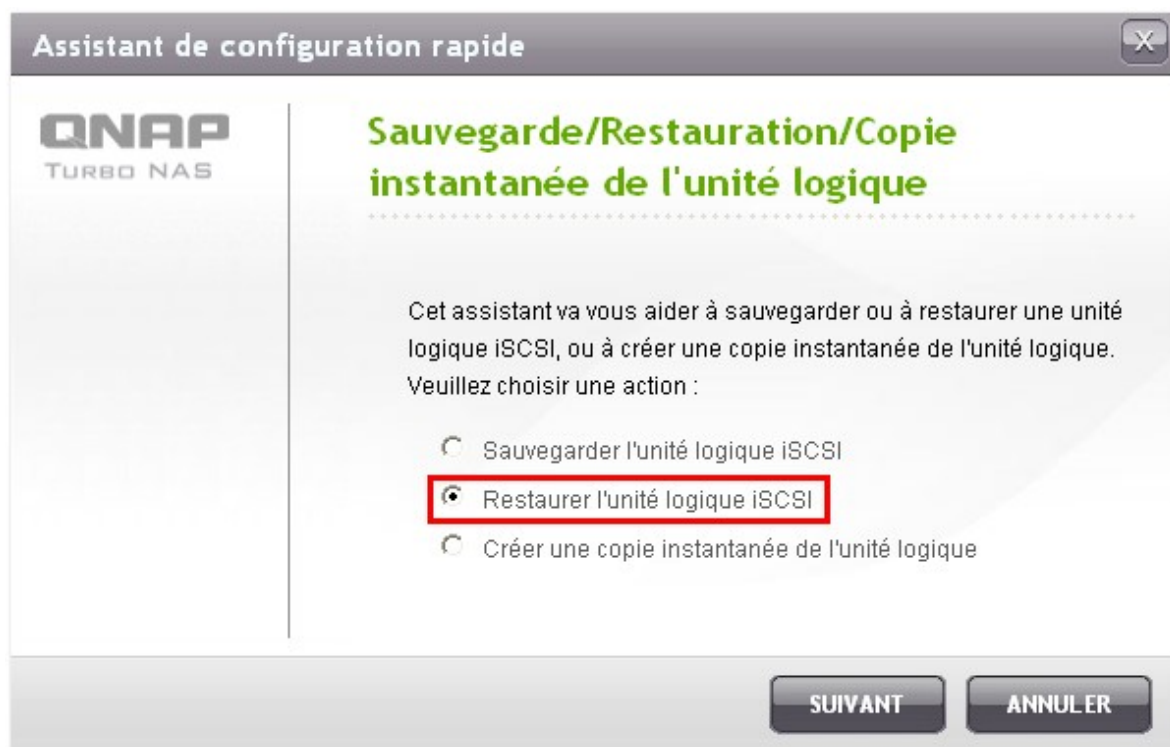 Assistant de configuration rapide
X
QNAP
TURBO NAS
Sauvegarde/Restauration/Copie
instantanée de l'unité logique
Cet assistant va vous aider à sauvegarder ou à restaurer une unité
logique iSCSI, ou à créer une copie instantanée de l'unité logique.
Veuillez choisir une action :
Sauvegarder l'unité logique iSCSI
Restaurer l'unité logique iSCSI
Créer une copie instantanée de l'unité logique
SUIVANT
ANNULER